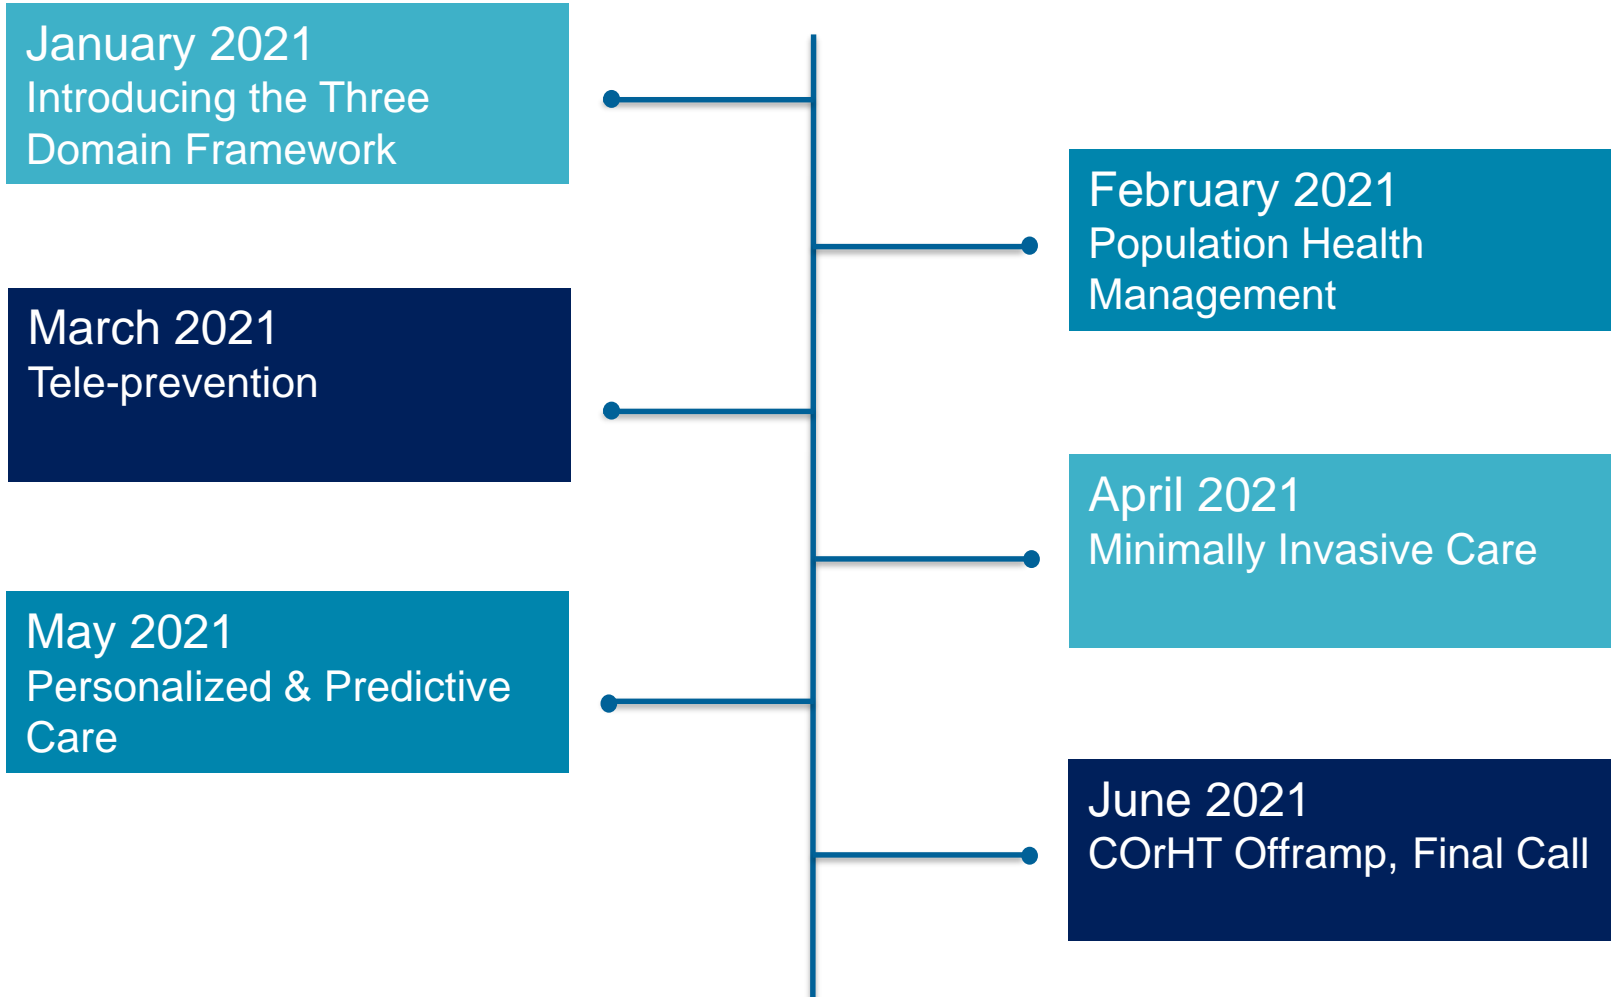 January 2021
Introducing the Three
Domain Framework
February 2021
Population Health
Management
March 2021
Tele-prevention
April 2021
Minimally Invasive Care
May 2021
Personalized & Predictive
Care
June 2021
COrHT Offramp, Final Call